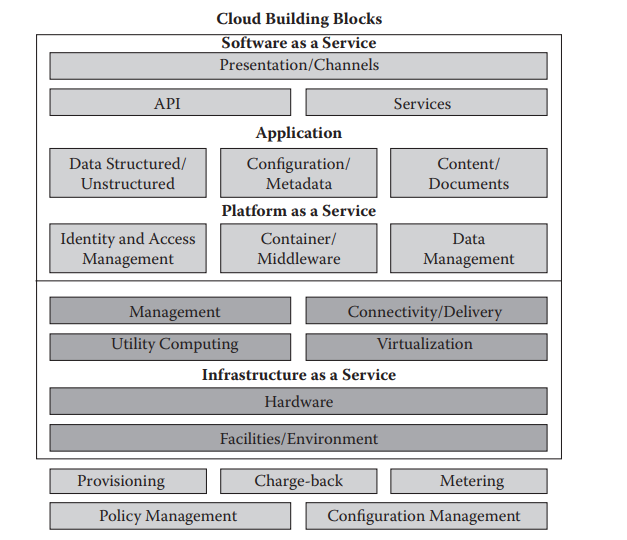 Cloud Building Blocks
Software as a Service
Presentation/Channels
API
Services
Application
Data Structured/
Unstructured
Configuration/
Metadata
Content/
Documents
Platform as a Service
Identity and Access
Management
Container/
Middleware
Data
Management
Management
Connectivity/Delivery
Utility Computing
Virtualization
Infrastructure as a Service
Hardware
Facilities/Environment
Provisioning
Charge-back
Metering
Policy Management
Configuration Management